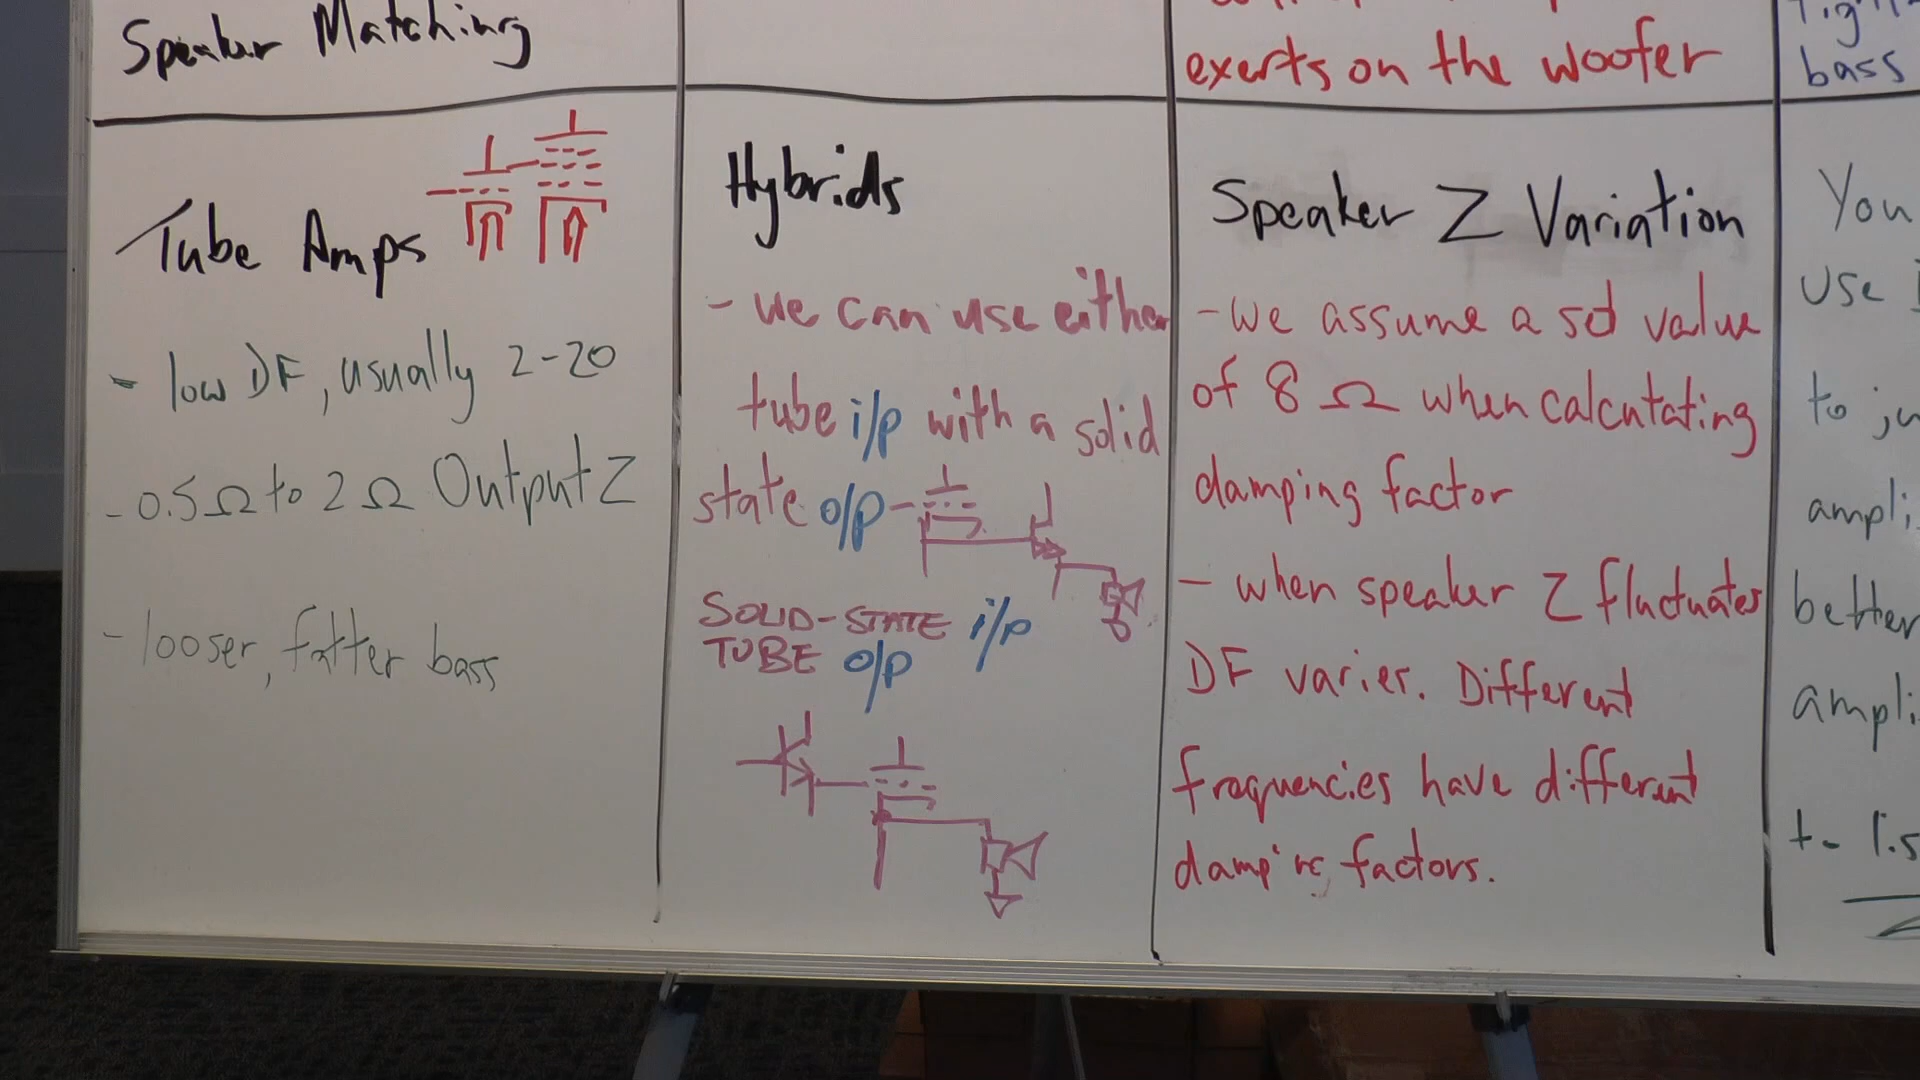 Speaker Matching
exerts on the woofer
bass
Tube Amps
- low DF, usually 2-20
- 0.5 Ω to 2 Ω Output Z
- looser, fatter bass
Hybrids
- we can use either
tube i/p with a solid
state o/p
SOLID-STATE i/p
TUBE o/p
Speaker Z Variation
- we assume a set value
of 8 Ω when calculating
damping factor
- when speaker Z fluctuates
DF varies. Different
frequencies have different
damping factors.
You
use
to
ampli
better
ampli